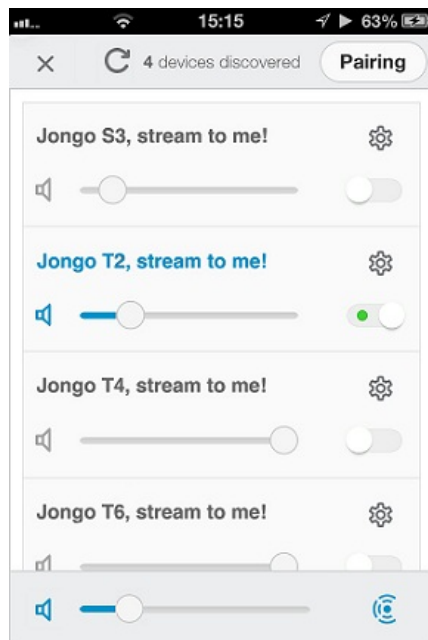 15:15 63%
4 devices discovered Pairing
Jongo S3, stream to me!
Jongo T2, stream to me!
Jongo T4, stream to me!
Jongo T6, stream to me!